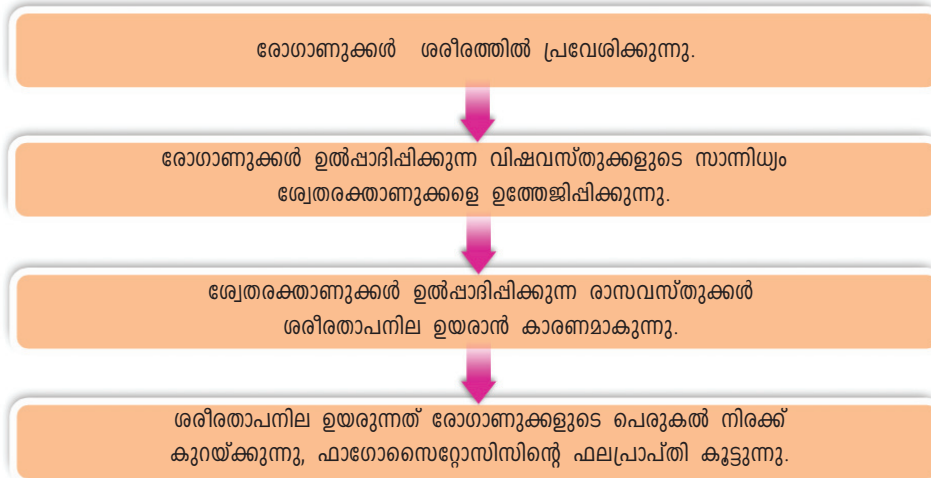 രോഗാണുക്കൾ ശരീരത്തിൽ പ്രവേശിക്കുന്നു.
രോഗാണുക്കൾ ഉൽപ്പാദിപ്പിക്കുന്ന വിഷവസ്തുക്കളുടെ സാന്നിധ്യം
ശ്വേതരക്താണുക്കളെ ഉത്തേജിപ്പിക്കുന്നു.
ശ്വേതരക്താണുക്കൾ ഉൽപ്പാദിപ്പിക്കുന്ന രാസവസ്തുക്കൾ
ശരീരതാപനില ഉയരാൻ കാരണമാകുന്നു.
ശരീരതാപനില ഉയരുന്നത് രോഗാണുക്കളുടെ പെരുകൽ നിരക്ക്
കുറയ്ക്കുന്നു, ഫാഗോസൈറ്റോസിസിന്റെ ഫലപ്രാപ്തി കൂട്ടുന്നു.